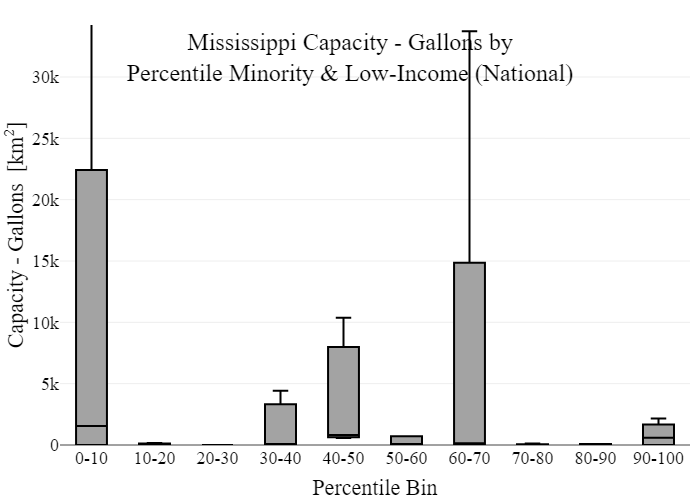 Mississippi Capacity - Gallons by
Percentile Minority & Low-Income (National)
Capacity - Gallons [km²]
30k
25k
20k
15k
10k
5k
0
0-10 10-20 20-30 30-40 40-50 50-60 60-70 70-80 80-90 90-100
Percentile Bin